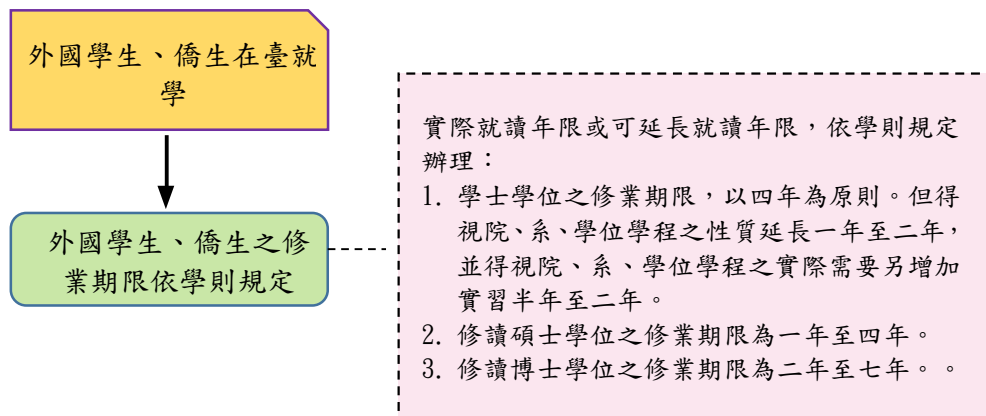 外國學生、僑生在臺就
學
實際就讀年限或可延長就讀年限，依學則規定
辦理：
1. 學士學位之修業期限，以四年為原則。但得
視院、系、學位學程之性質延長一年至二年，
並得視院、系、學位學程之實際需要另增加
實習半年至二年。
2. 修讀碩士學位之修業期限為一年至四年。
3. 修讀博士學位之修業期限為二年至七年。。
外國學生、僑生之修
業期限依學則規定